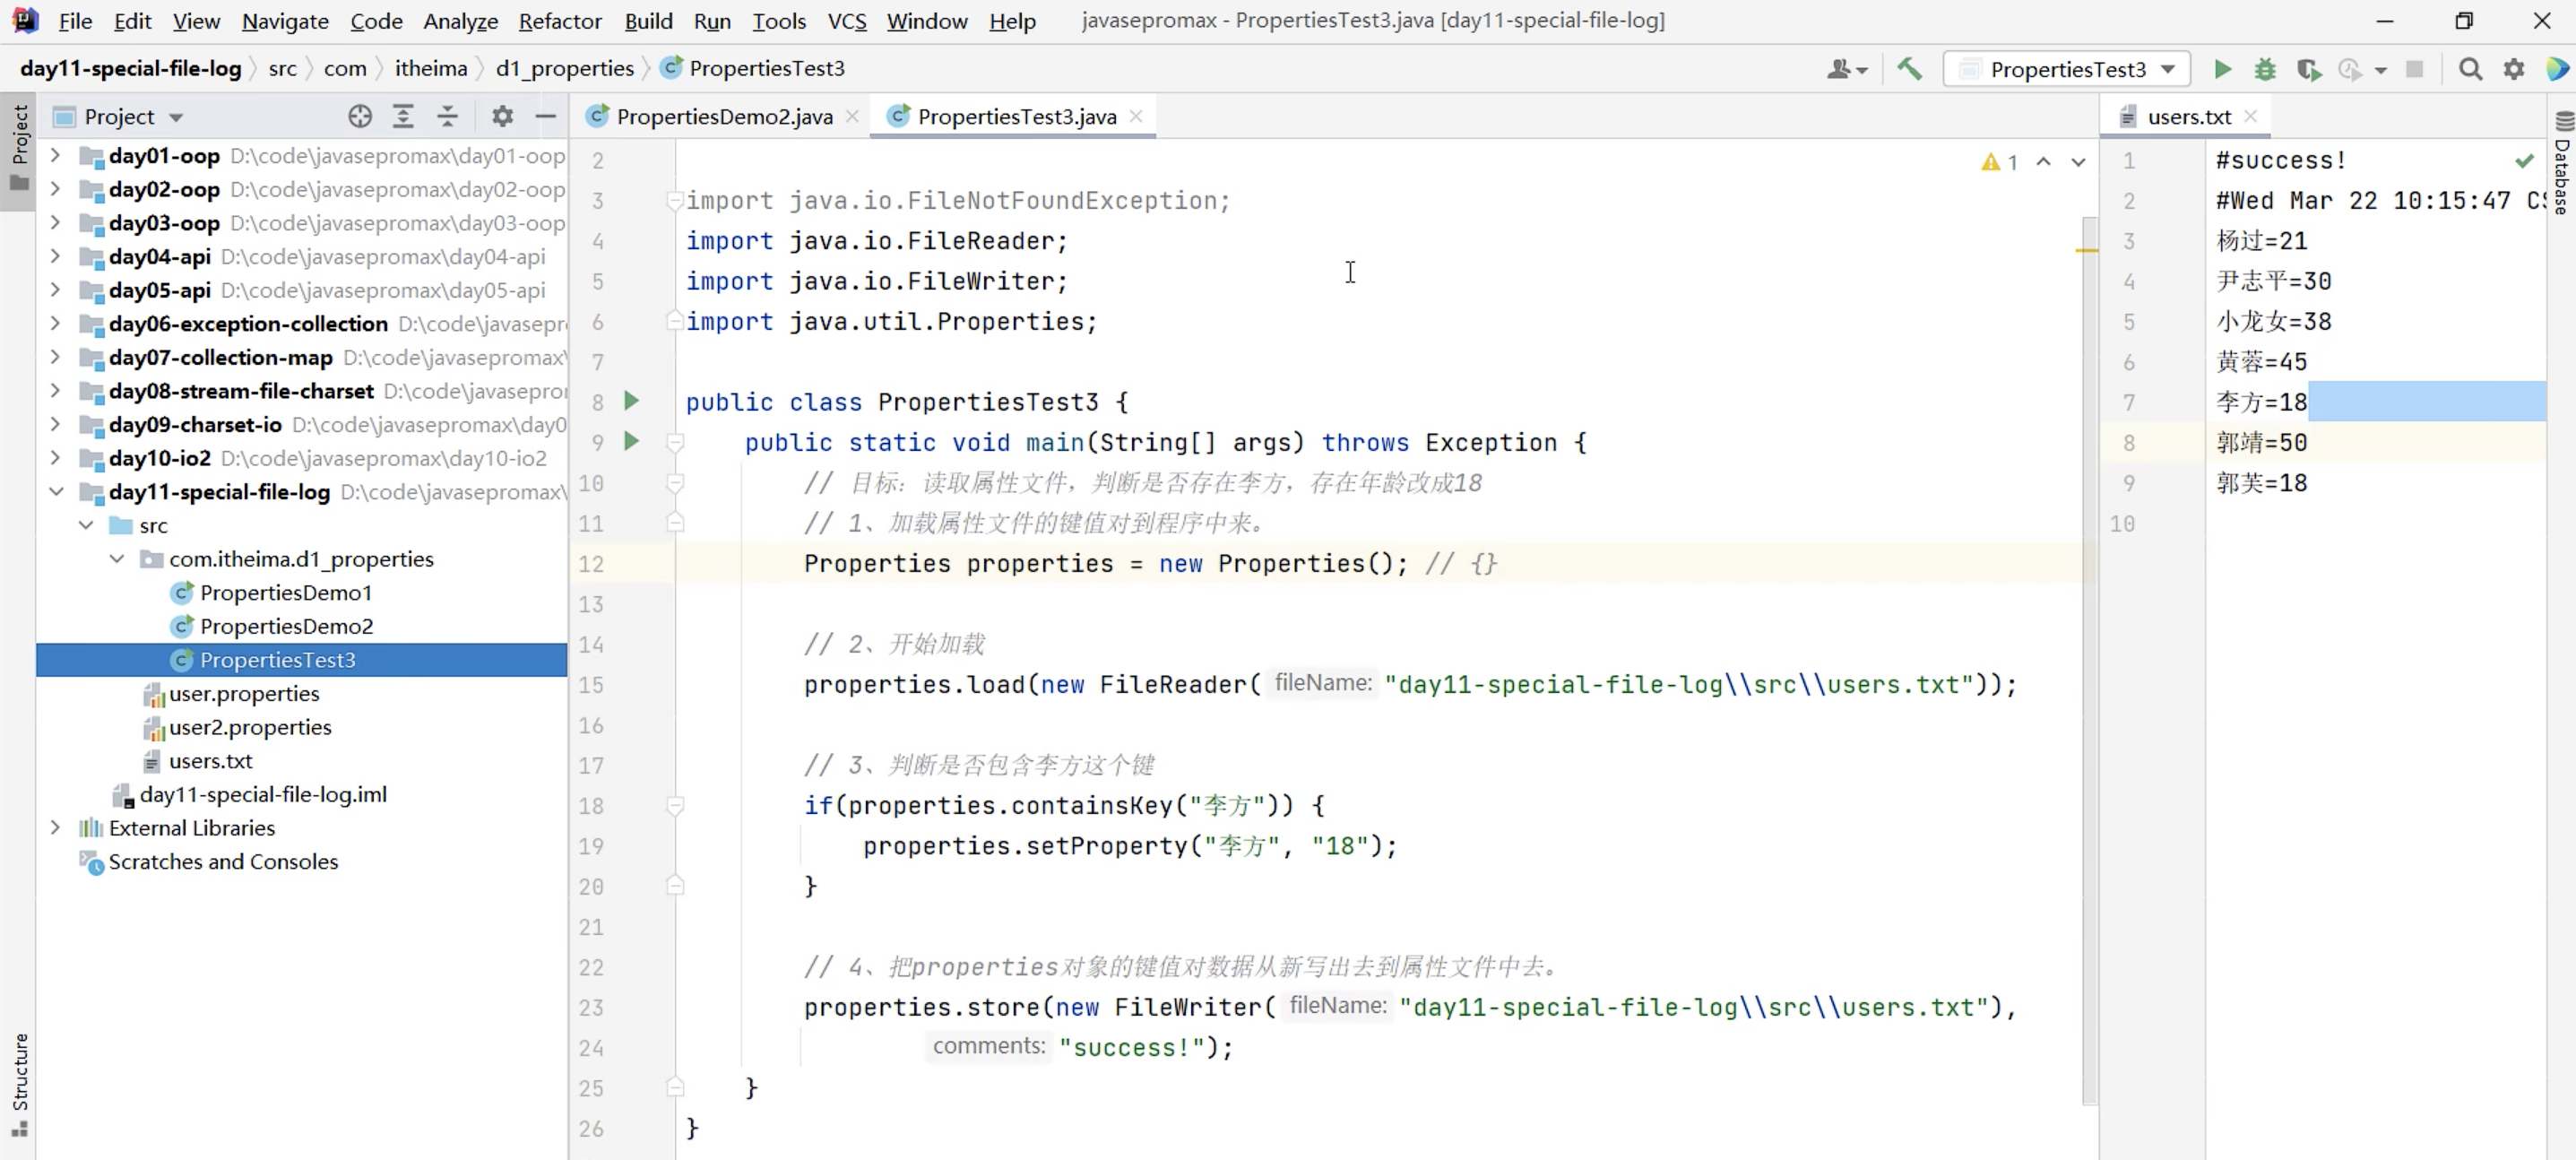 File Edit View Navigate Code Analyze Refactor Build Run Tools VCS Window Help javasepromax - PropertiesTest3.java [day11-special-file-log]
day11-special-file-log src com itheima d1_properties PropertiesTest3 PropertiesTest3
Project
Project
day01-oop D:\code\javasepromax\day01-oop
day02-oop D:\code\javasepromax\day02-oop
day03-oop D:\code\javasepromax\day03-oop
day04-api D:\code\javasepromax\day04-api
day05-api D:\code\javasepromax\day05-api
day06-exception-collection D:\code\javasepr
day07-collection-map D:\code\javasepromax\
day08-stream-file-charset D:\code\javasepro
day09-charset-io D:\code\javasepromax\day0
day10-io2 D:\code\javasepromax\day10-io2
day11-special-file-log D:\code\javasepromax\
src
com.itheima.d1_properties
PropertiesDemo1
PropertiesDemo2
PropertiesTest3
user.properties
user2.properties
users.txt
day11-special-file-log.iml
External Libraries
Scratches and Consoles
Structure
PropertiesDemo2.java PropertiesTest3.java
1
2
3 import java.io.FileNotFoundException;
4 import java.io.FileReader;
5 import java.io.FileWriter;
6 import java.util.Properties;
7
8 public class PropertiesTest3 {
9 public static void main(String[] args) throws Exception {
10 // 目标：读取属性文件，判断是否存在李方，存在年龄改成18
11 // 1、加载属性文件的键值对到程序中来。
12 Properties properties = new Properties(); // {}
13
14 // 2、开始加载
15 properties.load(new FileReader( fileName: "day11-special-file-log\\src\\users.txt"));
16
17 // 3、判断是否包含李方这个键
18 if(properties.containsKey("李方")) {
19 properties.setProperty("李方", "18");
20 }
21
22 // 4、把properties对象的键值对数据从新写出去到属性文件中去。
23 properties.store(new FileWriter( fileName: "day11-special-file-log\\src\\users.txt"),
24 comments: "success!");
25 }
26 }
users.txt
1 #success!
2 #Wed Mar 22 10:15:47 CS
3 杨过=21
4 尹志平=30
5 小龙女=38
6 黄蓉=45
7 李方=18
8 郭靖=50
9 郭芙=18
10
Database